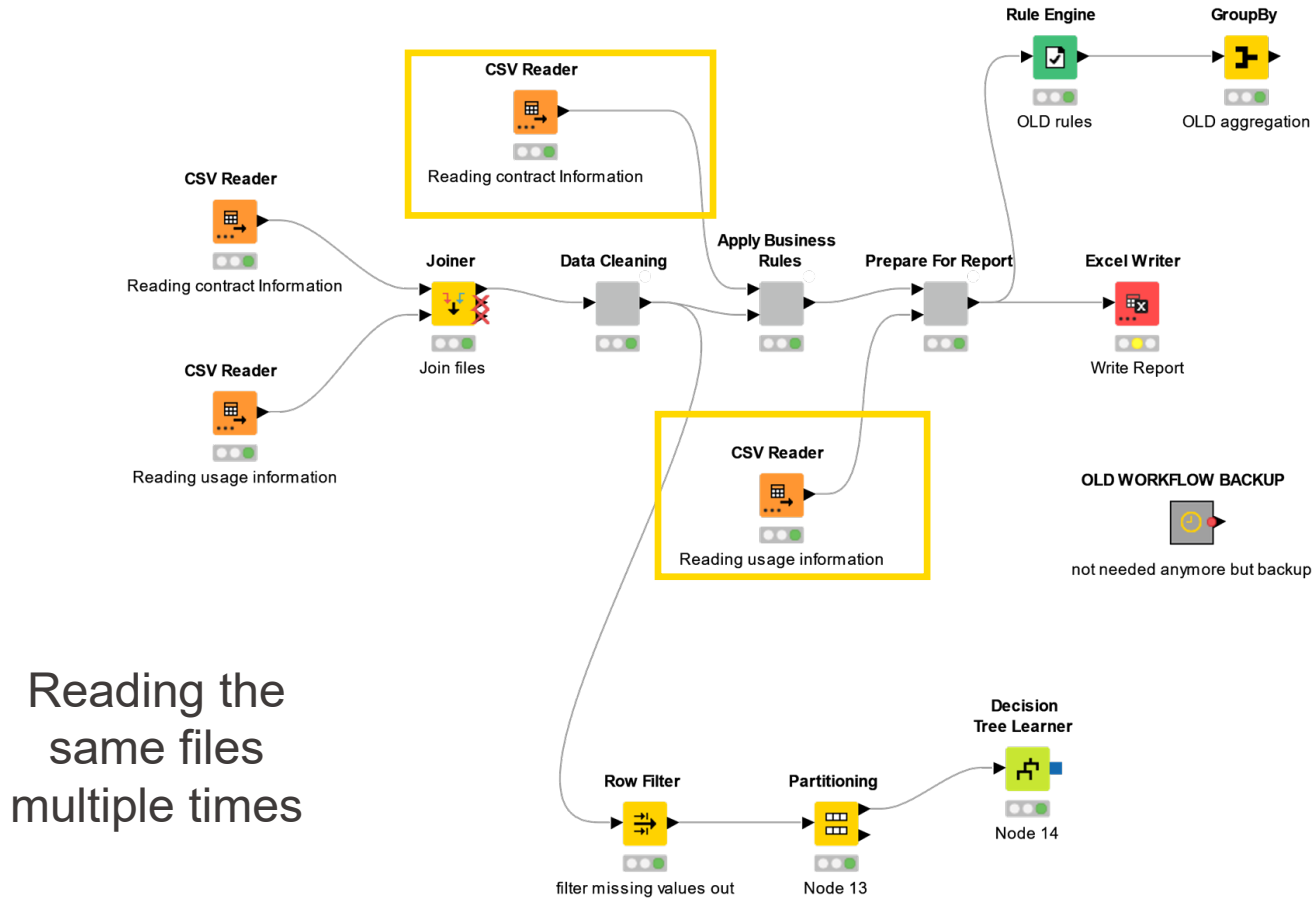 Rule Engine
GroupBy
OLD rules
OLD aggregation
CSV Reader
Reading contract Information
CSV Reader
Reading contract Information
Joiner
Join files
Data Cleaning
Apply Business
Rules
Prepare For Report
Excel Writer
Write Report
CSV Reader
Reading usage information
CSV Reader
Reading usage information
OLD WORKFLOW BACKUP
not needed anymore but backup
Reading the
same files
multiple times
Row Filter
filter missing values out
Partitioning
Node 13
Decision
Tree Learner
Node 14